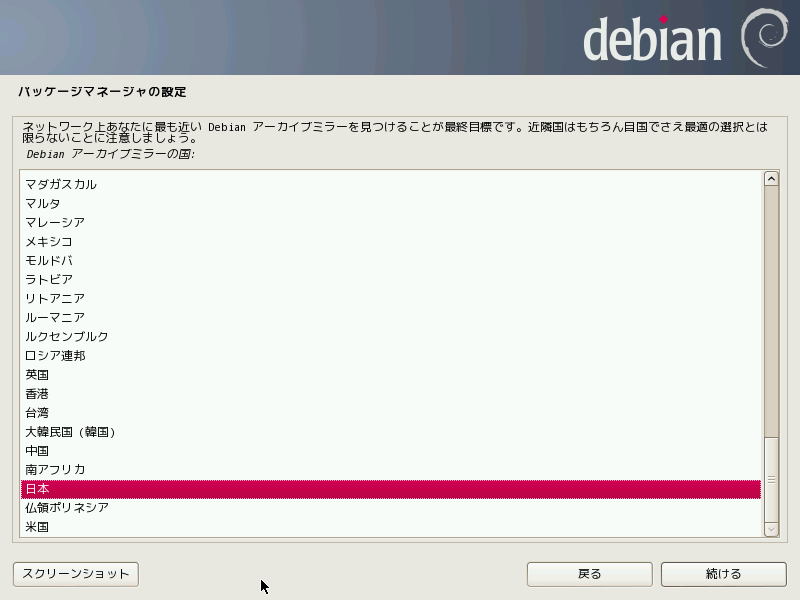 debian
パッケージマネージャの設定
ネットワーク上あなたに最も近い Debian アーカイブミラーを見つけることが最終目標です。近隣国はもちろん自国でさえ最適の選択とは
限らないことに注意しましょう。
Debian アーカイブミラーの国:
マダガスカル
マルタ
マレーシア
メキシコ
モルドバ
ラトビア
リトアニア
ルーマニア
ルクセンブルク
ロシア連邦
英国
香港
台湾
大韓民国 (韓国)
中国
南アフリカ
日本
仏領ポリネシア
米国
スクリーンショット
戻る
続ける